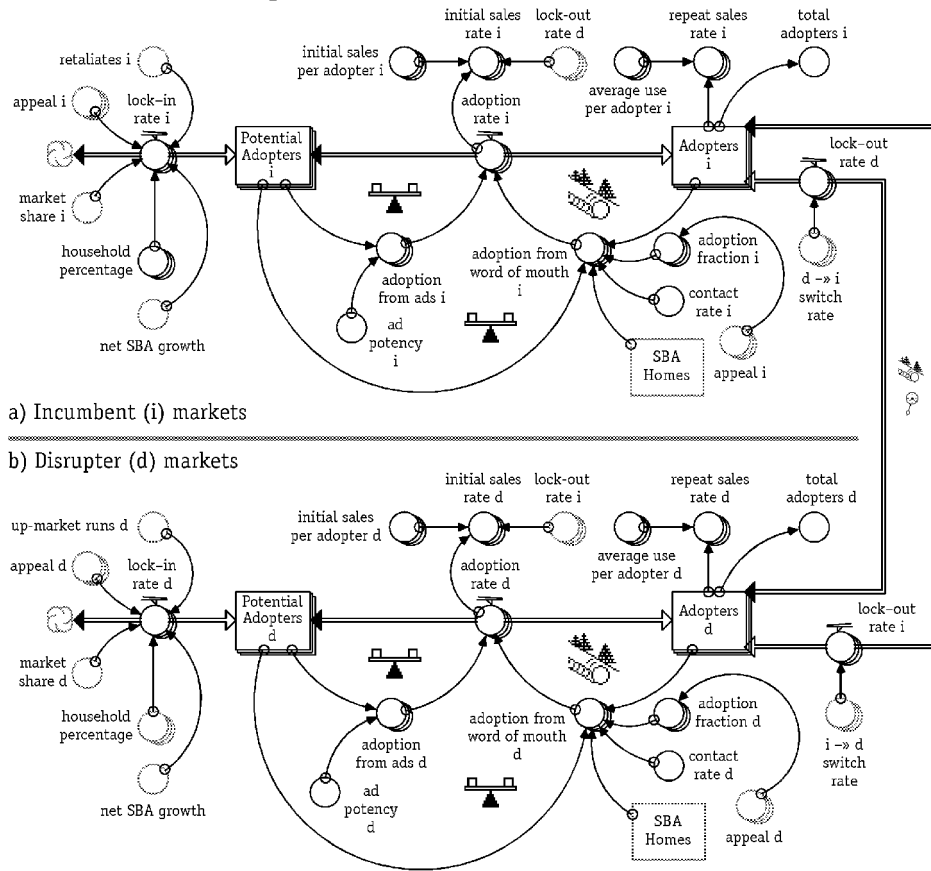 initial sales
rate i
lock-out
rate d
repeat sales
rate i
total
adopters i
retaliates i
initial sales
per adopter i
appeal i
lock-in
rate i
adoption
rate i
average use
per adopter i
Potential
Adopters
i
Adopters
i
lock-out
rate d
market
share i
household
percentage
adoption
from ads i
adoption from
word of mouth
i
adoption
fraction i
d -» i
switch
rate
contact
rate i
ad
potency
i
net SBA growth
SBA
Homes
appeal i
a) Incumbent (i) markets
b) Disrupter (d) markets
initial sales
rate d
lock-out
rate i
repeat sales
rate d
total
adopters d
up-market runs d
initial sales
per adopter d
appeal d
lock-in
rate d
adoption
rate d
average use
per adopter d
Potential
Adopters
d
Adopters
d
lock-out
rate i
market
share d
household
percentage
adoption
from ads d
adoption from
word of mouth
d
adoption
fraction d
contact
rate d
i -» d
switch
rate
ad
potency
d
net SBA growth
SBA
Homes
appeal d